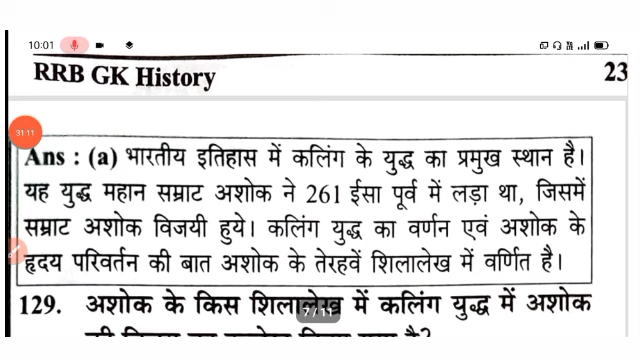 10:01
RRB GK History
23
31:11
Ans : (a) भारतीय इतिहास में कलिंग के युद्ध का प्रमुख स्थान है।
यह युद्ध महान सम्राट अशोक ने 261 ईसा पूर्व में लड़ा था, जिसमें
सम्राट अशोक विजयी हुये। कलिंग युद्ध का वर्णन एवं अशोक के
हृदय परिवर्तन की बात अशोक के तेरहवें शिलालेख में वर्णित है।
129. अशोक के किस शिलालेख में कलिंग युद्ध में अशोक
7 / 11